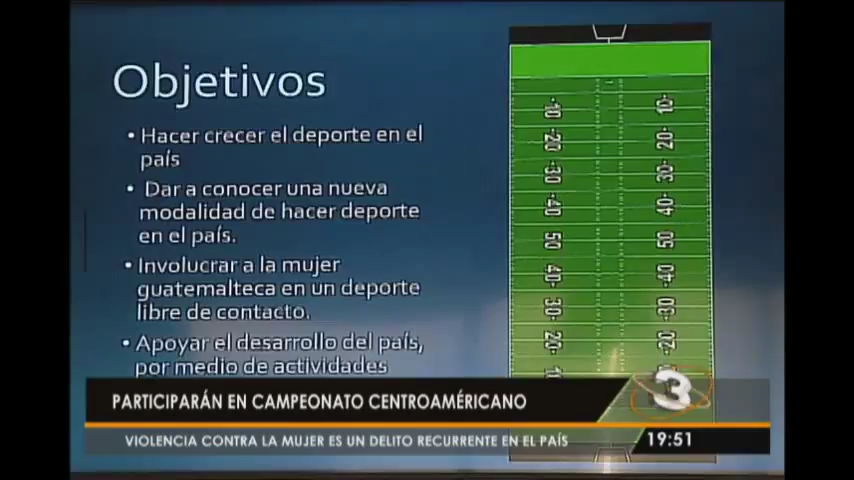 Objetivos
• Hacer crecer el deporte en el
país
• Dar a conocer una nueva
modalidad de hacer deporte
en el país.
• Involucrar a la mujer
guatemalteca en un deporte
libre de contacto.
• Apoyar el desarrollo del país,
por medio de actividades
10 10
20 20
30 30
40 40
50 50
40 40
30 30
20 20
PARTICIPARÁN EN CAMPEONATO CENTROAMÉRICANO
3
VIOLENCIA CONTRA LA MUJER ES UN DELITO RECURRENTE EN EL PAÍS
19:51